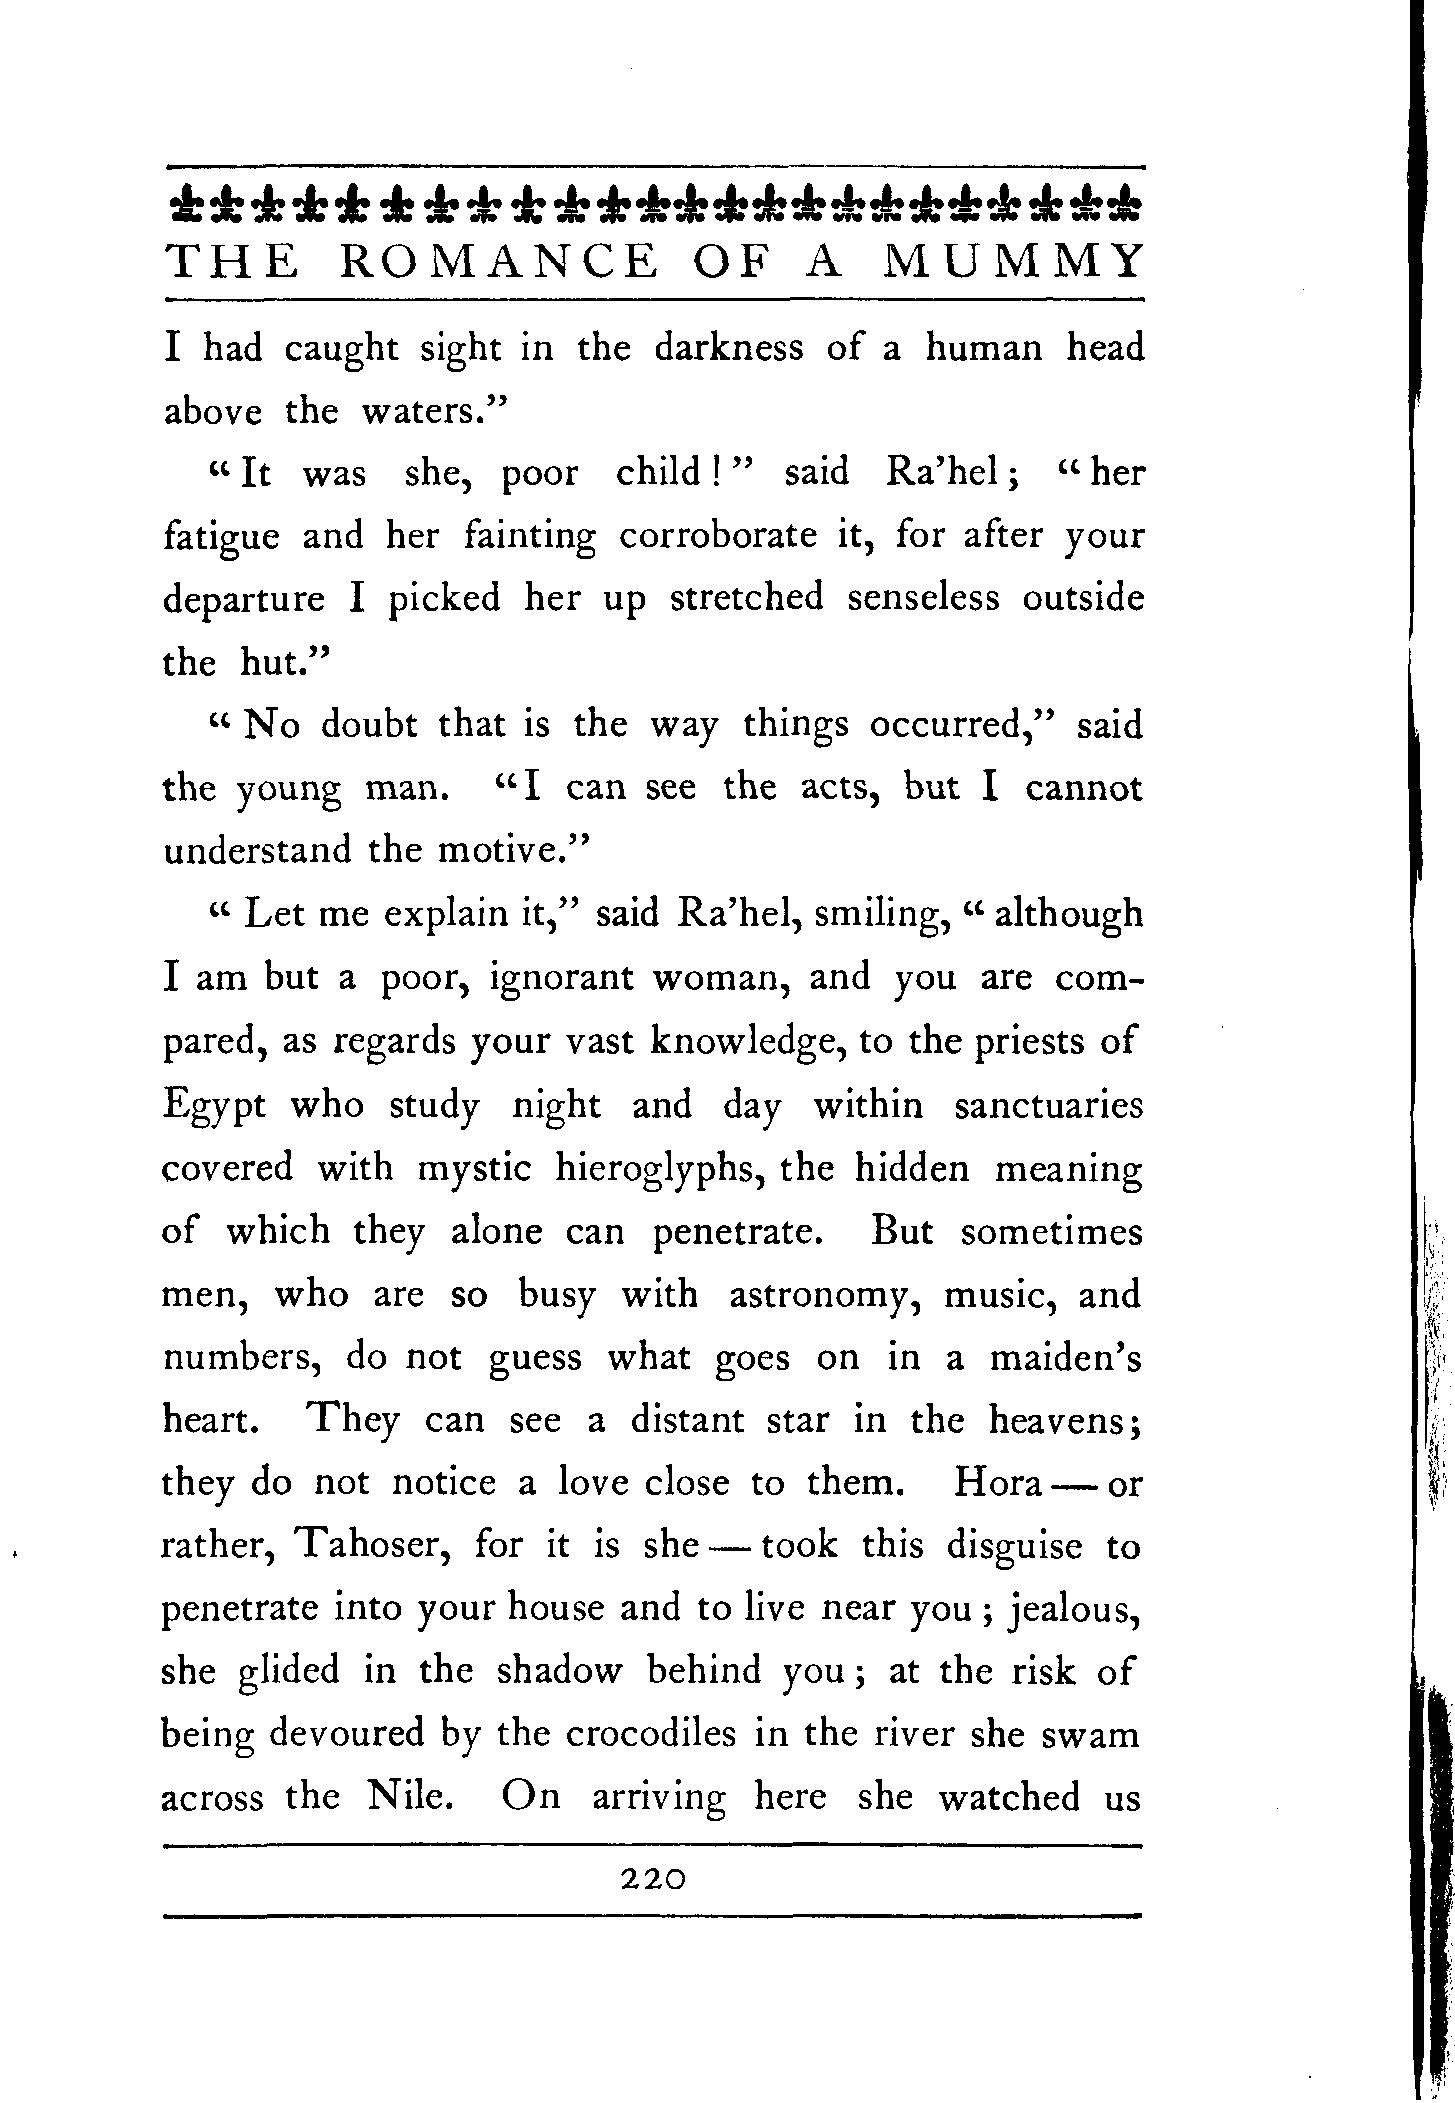 THE ROMANCE OF A MUMMY
I had caught sight in the darkness of a human head
above the waters."
"It was she, poor child!" said Ra'hel; "her
fatigue and her fainting corroborate it, for after your
departure I picked her up stretched senseless outside
the hut."
"No doubt that is the way things occurred," said
the young man. "I can see the acts, but I cannot
understand the motive."
"Let me explain it," said Ra'hel, smiling, "although
I am but a poor, ignorant woman, and you are com-
pared, as regards your vast knowledge, to the priests of
Egypt who study night and day within sanctuaries
covered with mystic hieroglyphs, the hidden meaning
of which they alone can penetrate. But sometimes
men, who are so busy with astronomy, music, and
numbers, do not guess what goes on in a maiden's
heart. They can see a distant star in the heavens;
they do not notice a love close to them. Hora — or
rather, Tahoser, for it is she — took this disguise to
penetrate into your house and to live near you; jealous,
she glided in the shadow behind you; at the risk of
being devoured by the crocodiles in the river she swam
across the Nile. On arriving here she watched us
220